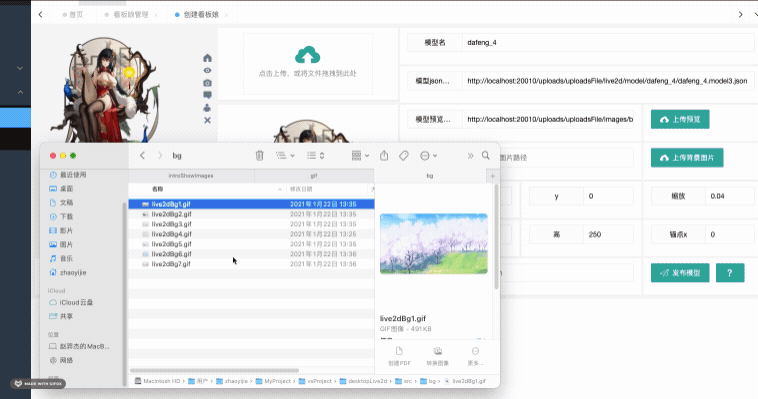 首页
看板娘管理
创建看板娘
点击上传，或将文件拖拽到此处
模型名
dafeng_4
模型json...
http://localhost:20010/uploads/uploadsFile/live2d/model/dafeng_4/dafeng_4.model3.json
模型预览...
http://localhost:20010/uploads/uploadsFile/images/b
上传预览
图片路径
上传背景图片
y
0
缩放
0.04
高
250
锚点x
0
发布模型
?
bg
introShowImages
gif
bg
名称
修改日期
最近使用
桌面
文稿
下载
影片
图片
音乐
zhaoyijie
iCloud
iCloud云盘
共享
位置
网络
live2dBg1.gif
2021年1月22日 13:35
live2dBg2.gif
2021年1月22日 13:35
live2dBg3.gif
2021年1月22日 13:35
live2dBg4.gif
2021年1月22日 13:25
live2dBg5.gif
2021年1月22日 13:35
live2dBg6.gif
2021年1月22日 13:36
live2dBg7.gif
2021年1月22日 13:36
live2dBg1.gif
GIF图像 - 491 KB
创建PDF
转换图像
更多...
Macintosh HD
用户
zhaoyijie
MyProject
vsProject
desktopLive2d
src
bg
live2dBg1.gif
MADE WITH GIFOX